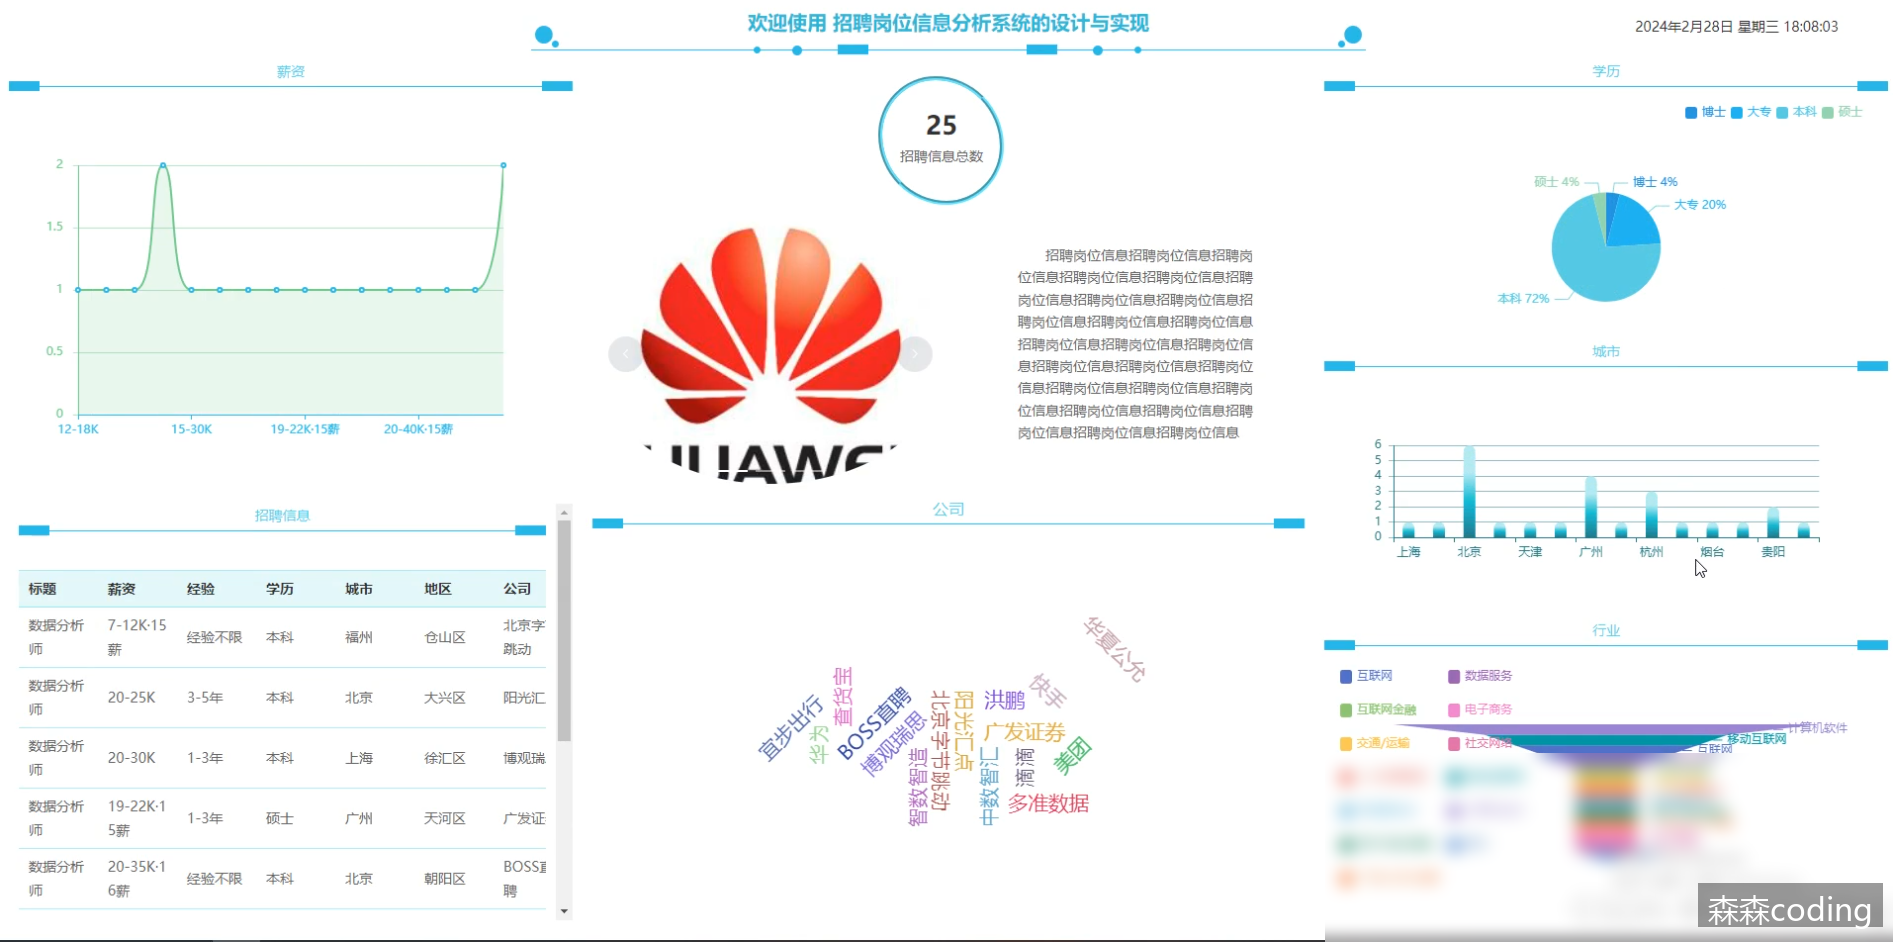 欢迎使用 招聘岗位信息分析系统的设计与实现
2024年2月28日 星期三 18:08:03
薪资
2
1.5
1
0.5
0
12-18K 15-30K 19-22K·15薪 20-40K·15薪
25
招聘信息总数
HUAWEI
招聘岗位信息招聘岗位信息招聘岗
位信息招聘岗位信息招聘岗位信息招聘
岗位信息招聘岗位信息招聘岗位信息招
聘岗位信息招聘岗位信息招聘岗位信息
招聘岗位信息招聘岗位信息招聘岗位信
息招聘岗位信息招聘岗位信息招聘岗位
信息招聘岗位信息招聘岗位信息招聘岗
位信息招聘岗位信息招聘岗位信息招聘
岗位信息招聘岗位信息招聘岗位信息
学历
博士 大专 本科 硕士
硕士 4% 博士 4%
大专 20%
本科 72%
城市
6
5
4
3
2
1
0
上海 北京 天津 广州 杭州 烟台 贵阳
招聘信息
标题 薪资 经验 学历 城市 地区 公司
数据分析 7-12K·15 北京字
经验不限 本科 福州 仓山区
师 薪 跳动
数据分析
20-25K 3-5年 本科 北京 大兴区 阳光汇
师
数据分析
20-30K 1-3年 本科 上海 徐汇区 博观瑞
师
数据分析 19-22K·1
1-3年 硕士 广州 天河区 广发证
师 5薪
数据分析 20-35K·1 BOSS直
经验不限 本科 北京 朝阳区
师 6薪 聘
公司
华夏公允
快手
查货宝
宜步出行
华为
BOSS直聘
博观瑞思
北京字节跳动
阳光汇点
洪鹏
广发证券
美团
滴滴
智数智造
中数智汇
多准数据
行业
互联网 数据服务
互联网金融 电子商务
交通/运输 社交网络
计算机软件
移动互联网
互联网
森森coding